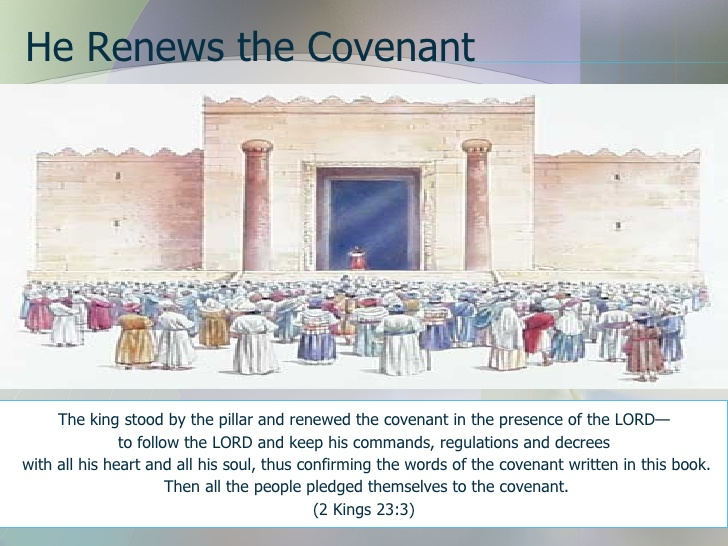 He Renews the Covenant
The king stood by the pillar and renewed the covenant in the presence of the LORD—
to follow the LORD and keep his commands, regulations and decrees
with all his heart and all his soul, thus confirming the words of the covenant written in this book.
Then all the people pledged themselves to the covenant.
(2 Kings 23:3)